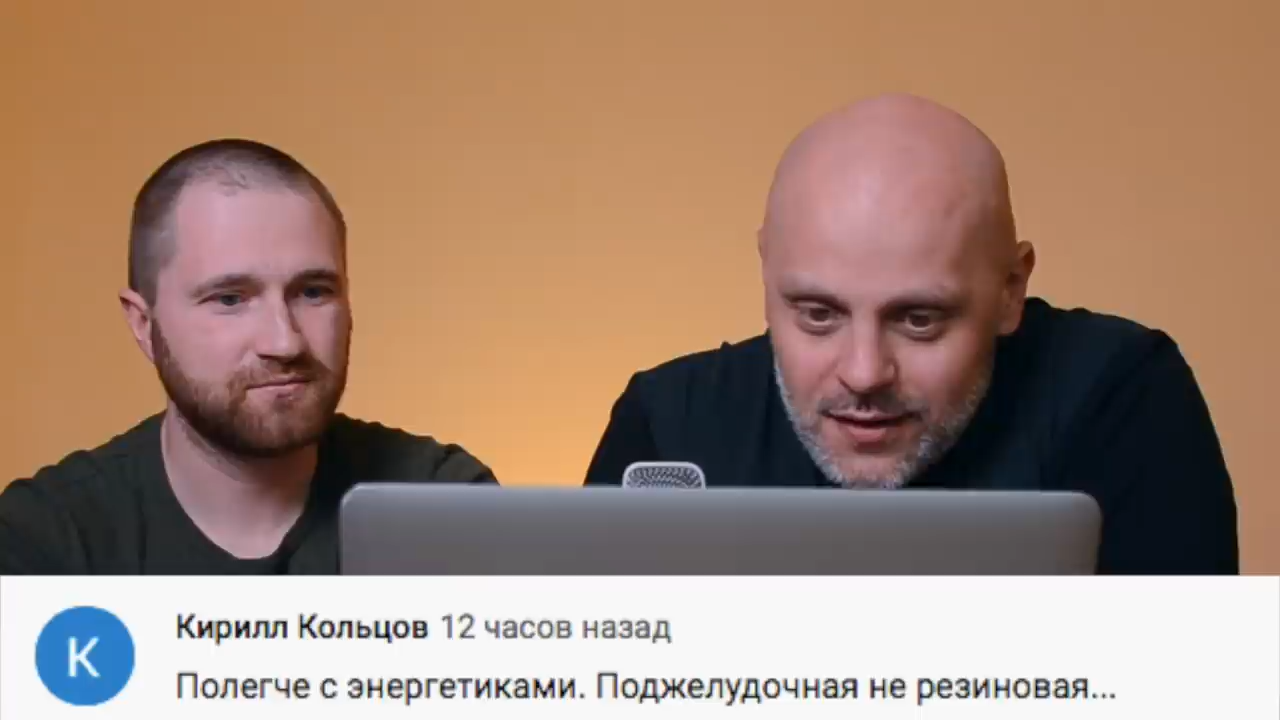 К
Кирилл Кольцов 12 часов назад
Полегче с энергетиками. Поджелудочная не резиновая...